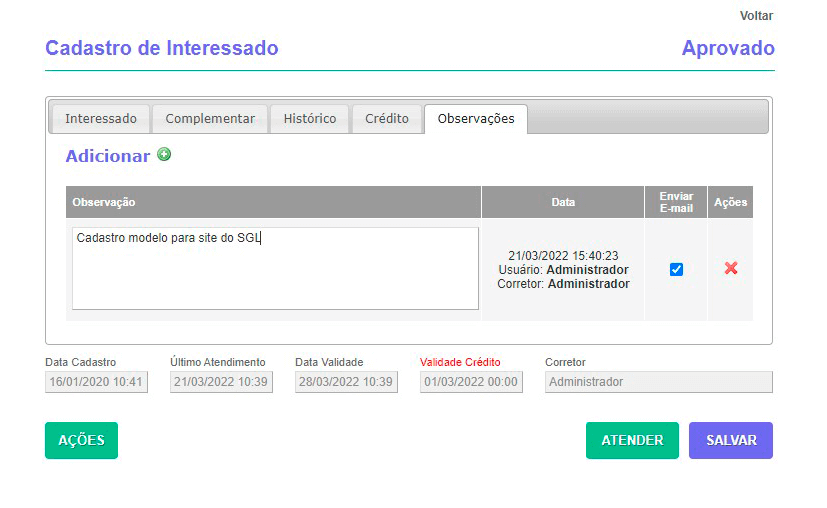 Voltar
Cadastro de Interessado
Aprovado
Interessado
Complementar
Histórico
Crédito
Observações
Adicionar
Observação
Data
Enviar
E-mail
Ações
Cadastro modelo para site do SGL
21/03/2022 15:40:23
Usuário: Administrador
Corretor: Administrador
Data Cadastro
Último Atendimento
Data Validade
Validade Crédito
Corretor
16/01/2020 10:41
21/03/2022 10:39
28/03/2022 10:39
01/03/2022 00:00
Administrador
AÇÕES
ATENDER
SALVAR